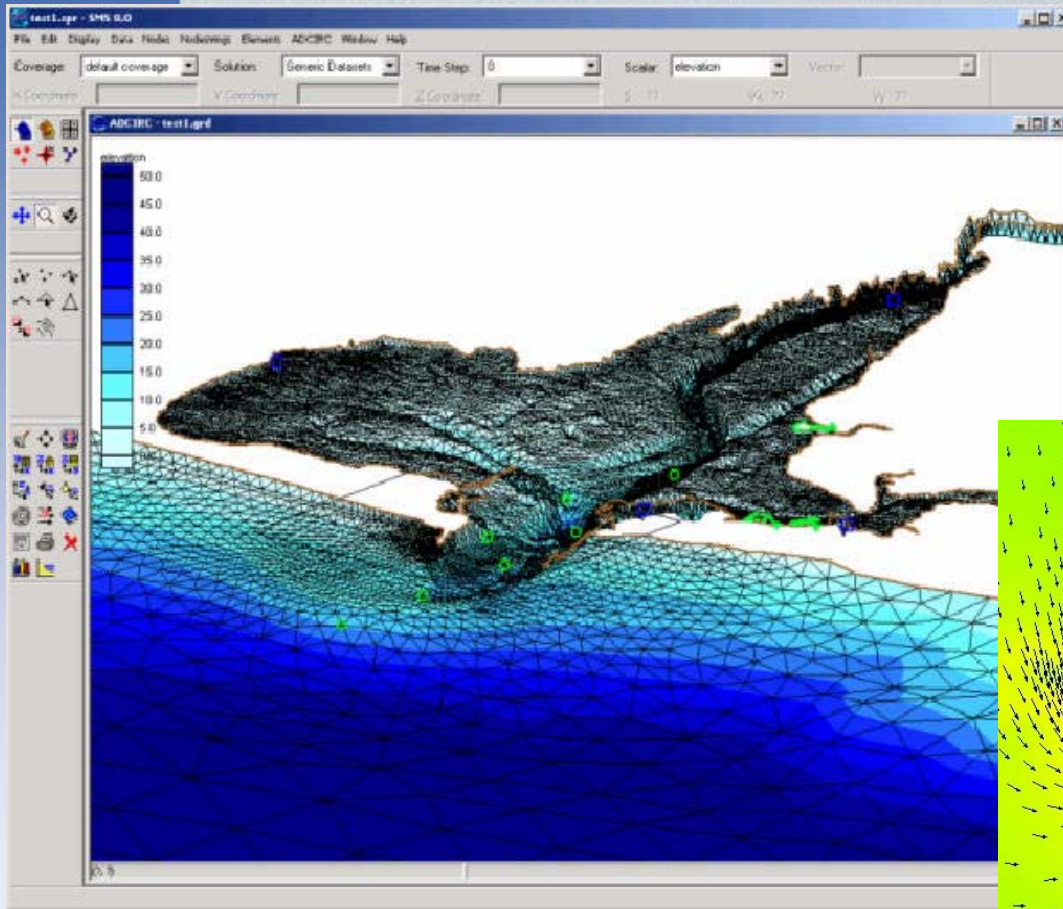 test1.spr - SMS 8.0
File Edit Display Data Nodes Nodestrings Elements ADCIRC Window Help
Coverage: default coverage Solution: Generic Datasets Time Step: 0 Scalar: elevation Vector:
X Coordinate: Y Coordinate: Z Coordinate: S: ?? Vx: ?? Vy: ??
ADCIRC - test1.grd
elevation
50.0
45.0
40.0
35.0
30.0
25.0
20.0
15.0
10.0
5.0